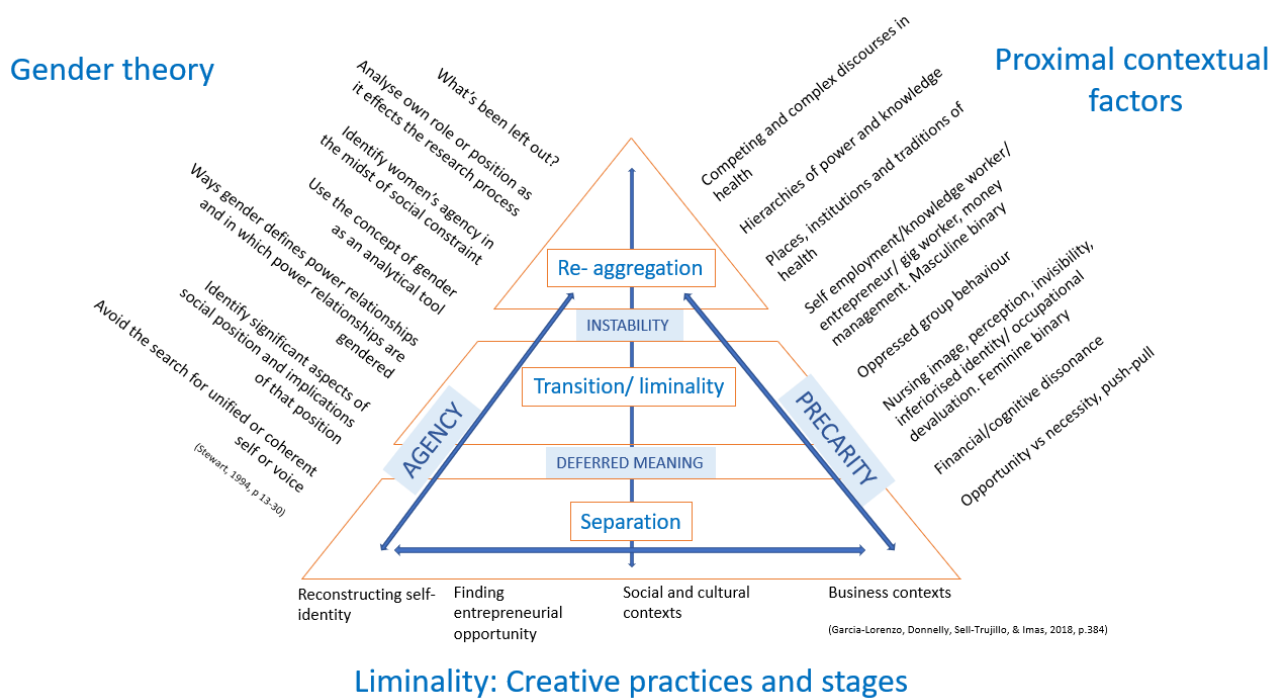 Gender theory
What's been left out?
Analyse own role or position as
it effects the research process
Identify women's agency in
the midst of social constraint
Use the concept of gender
as an analytical tool
Ways gender defines power relationships
and in which power relationships are
gendered
Identify significant aspects of
social position and implications
of that position
Avoid the search for unified or coherent
self or voice
(Stewart, 1994, p 13-30)
Proximal contextual
factors
Competing and complex discourses in
health
Hierarchies of power and knowledge
Places, institutions and traditions of
health
Self employment/knowledge worker/
entrepreneur/ gig worker, money
management. Masculine binary
Oppressed group behaviour
Nursing image, perception, invisibility,
inferiorised identity/ occupational
devaluation. Feminine binary
Financial/cognitive dissonance
Opportunity vs necessity, push-pull
Re- aggregation
INSTABILITY
Transition/ liminality
AGENCY
PRECARITY
DEFERRED MEANING
Separation
Reconstructing self-
identity
Finding
entrepreneurial
opportunity
Social and cultural
contexts
Business contexts
(Garcia-Lorenzo, Donnelly, Sell-Trujillo, & Imas, 2018, p.384)
Liminality: Creative practices and stages